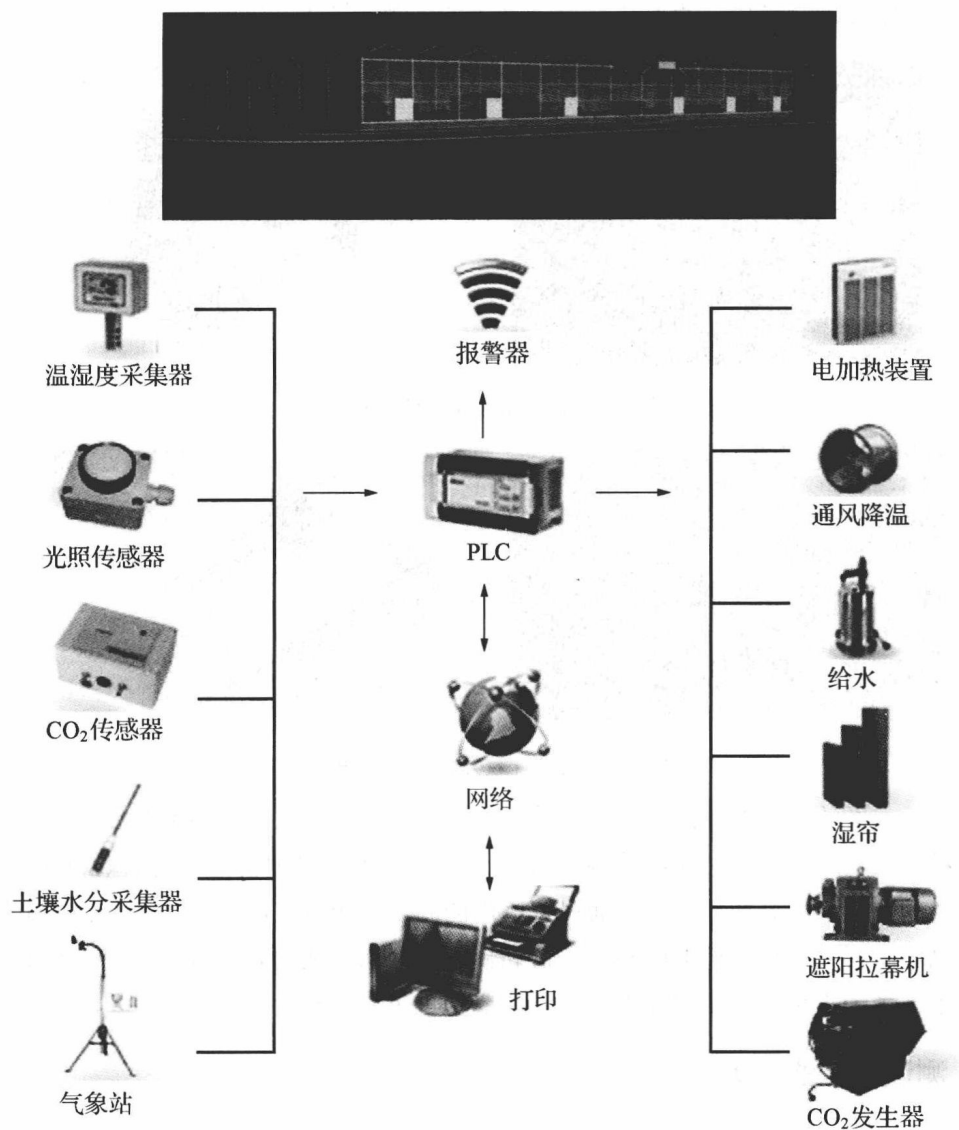 报警器
温湿度采集器
电加热装置
光照传感器
PLC
通风降温
CO₂传感器
给水
网络
湿帘
土壤水分采集器
打印
遮阳拉幕机
气象站
CO₂发生器